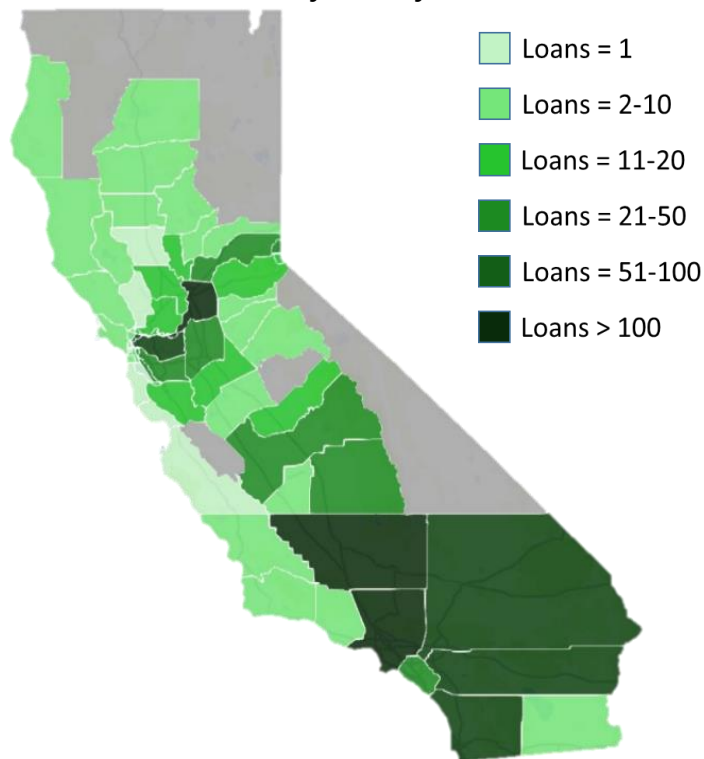 Loans = 1
Loans = 2-10
Loans = 11-20
Loans = 21-50
Loans = 51-100
Loans > 100